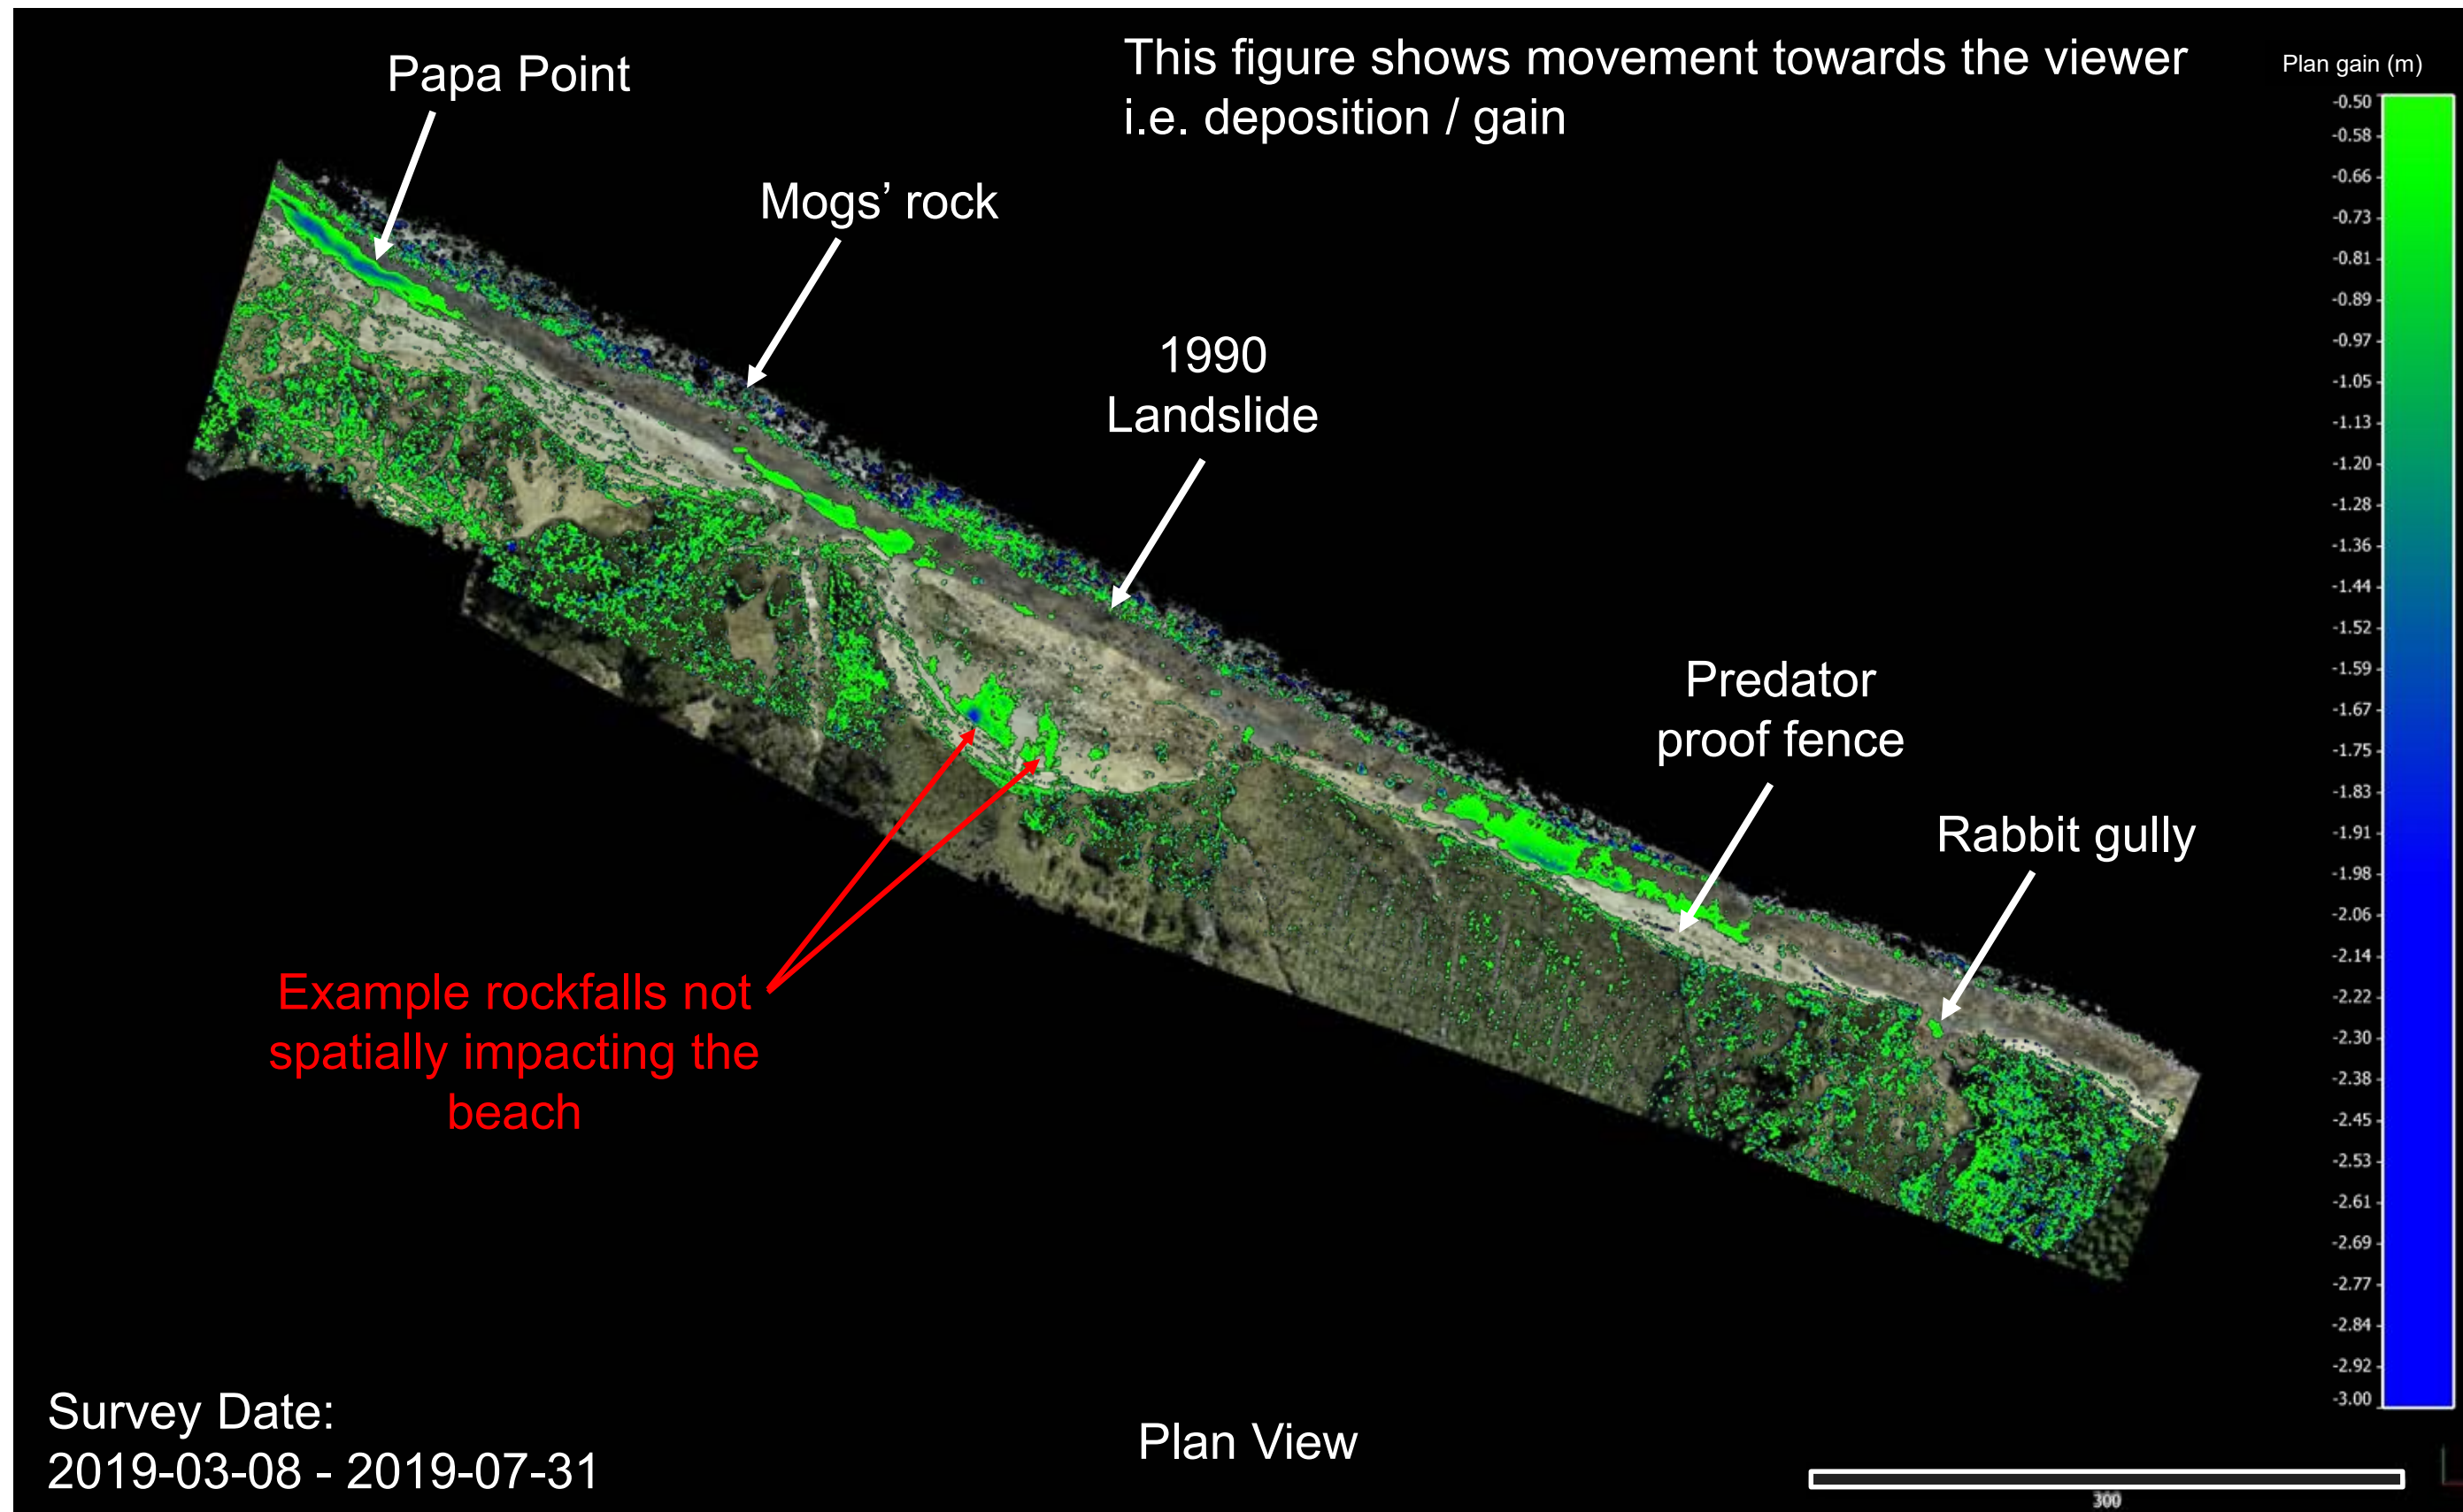 This figure shows movement towards the viewer
i.e. deposition / gain
Plan gain (m)
Papa Point
Mogs’ rock
1990
Landslide
Predator
proof fence
Rabbit gully
Example rockfalls not
spatially impacting the
beach
-0.50
-0.58
-0.66
-0.73
-0.81
-0.89
-0.97
-1.05
-1.13
-1.20
-1.28
-1.36
-1.44
-1.52
-1.59
-1.67
-1.75
-1.83
-1.91
-1.98
-2.06
-2.14
-2.22
-2.30
-2.38
-2.45
-2.53
-2.61
-2.69
-2.77
-2.84
-2.92
-3.00
Survey Date:
2019-03-08 - 2019-07-31
Plan View
300